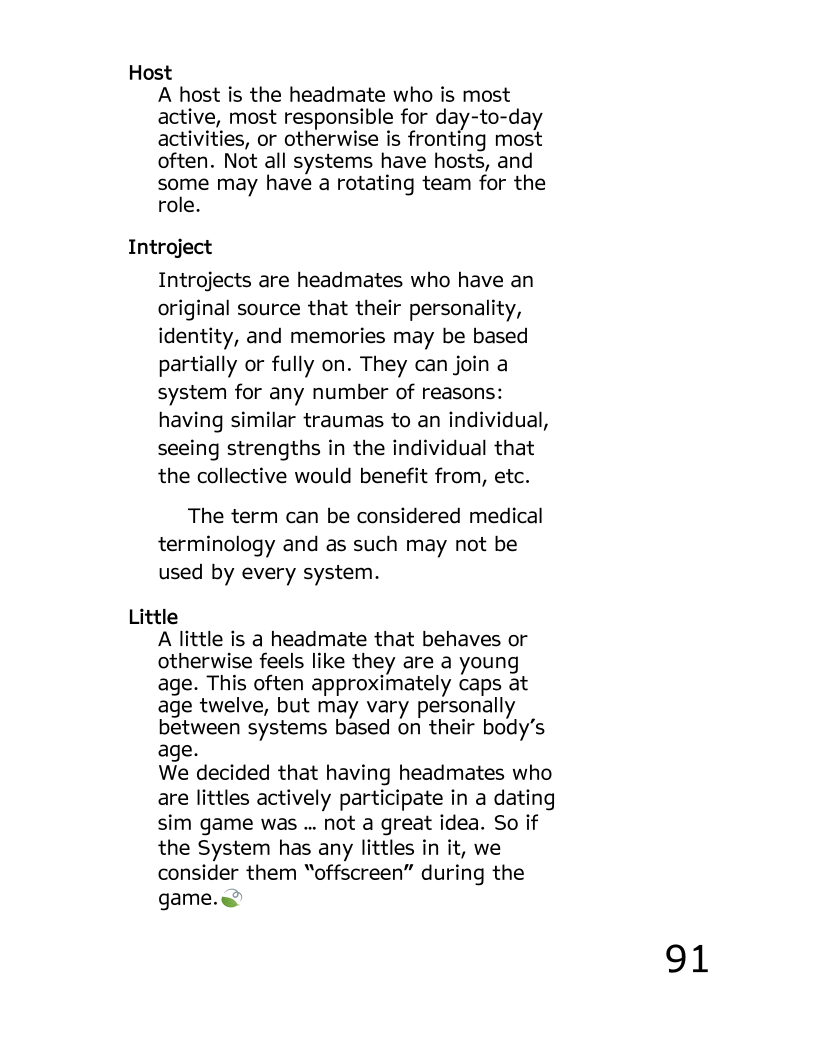 Host
A host is the headmate who is most
active, most responsible for day-to-day
activities, or otherwise is fronting most
often. Not all systems have hosts, and
some may have a rotating team for the
role.
Introject
Introjects are headmates who have an
original source that their personality,
identity, and memories may be based
partially or fully on. They can join a
system for any number of reasons:
having similar traumas to an individual,
seeing strengths in the individual that
the collective would benefit from, etc.
The term can be considered medical
terminology and as such may not be
used by every system.
Little
A little is a headmate that behaves or
otherwise feels like they are a young
age. This often approximately caps at
age twelve, but may vary personally
between systems based on their body’s
age.
We decided that having headmates who
are littles actively participate in a dating
sim game was … not a great idea. So if
the System has any littles in it, we
consider them “offscreen” during the
game.
91